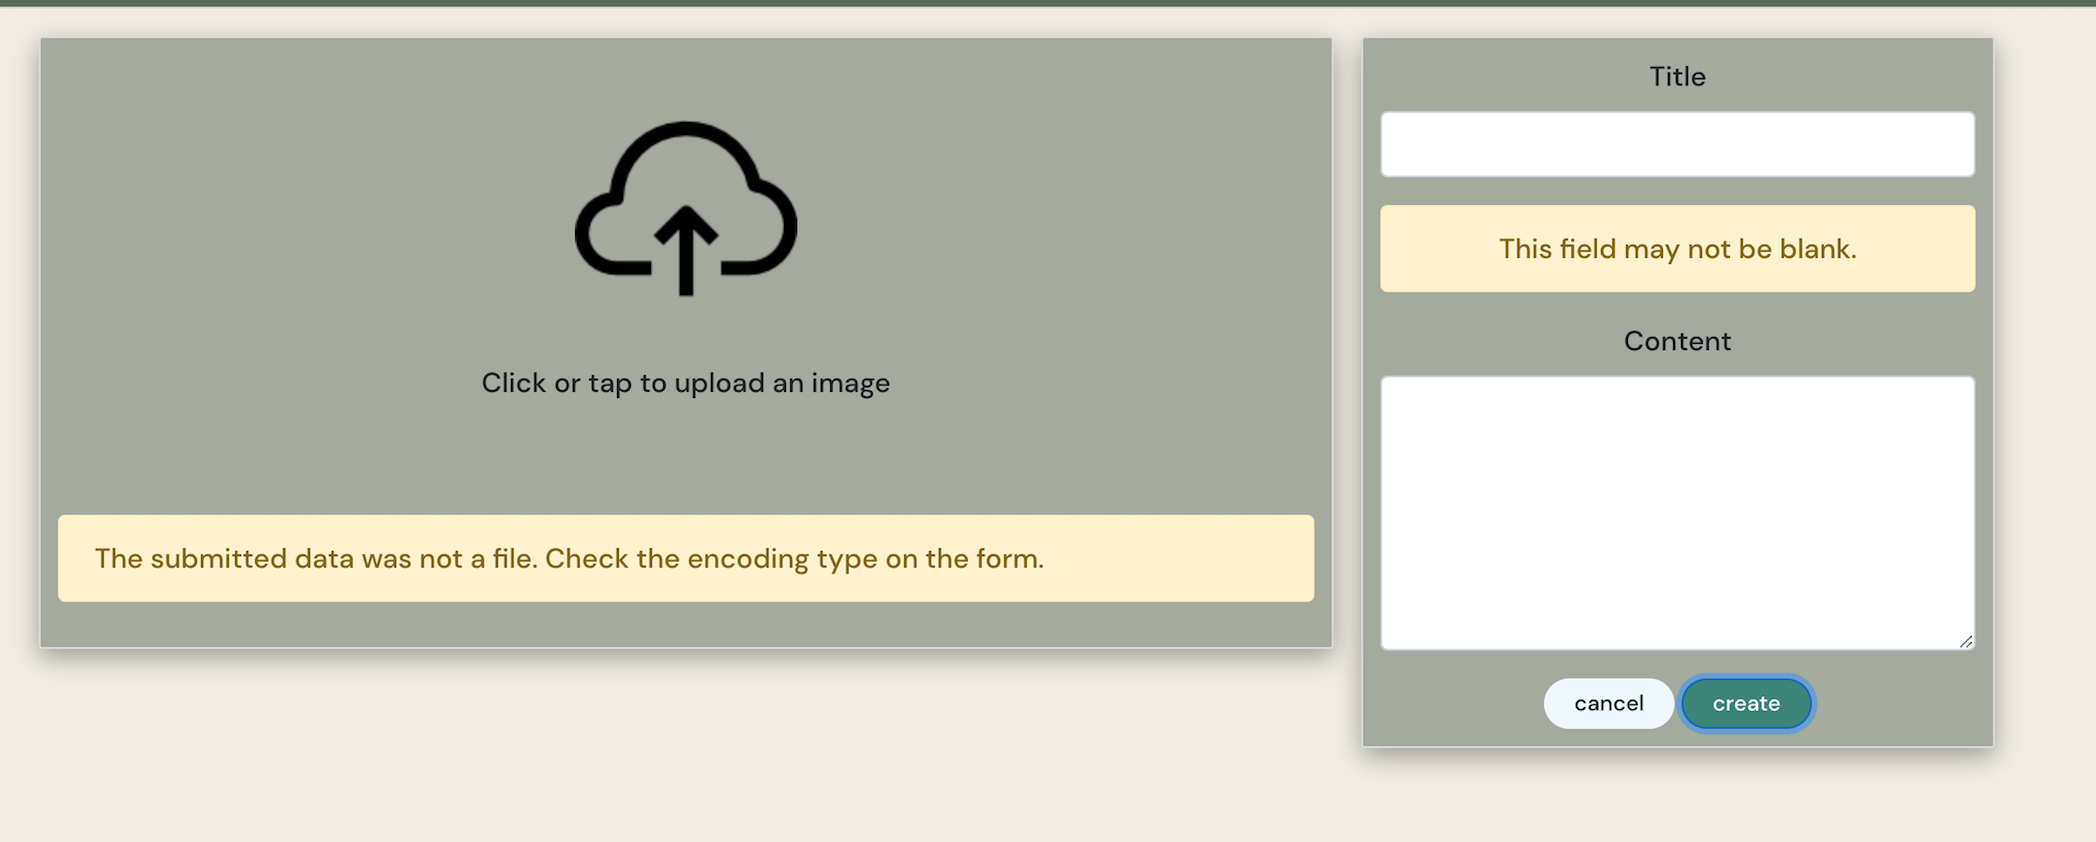 Click or tap to upload an image
The submitted data was not a file. Check the encoding type on the form.
Title
This field may not be blank.
Content
cancel
create